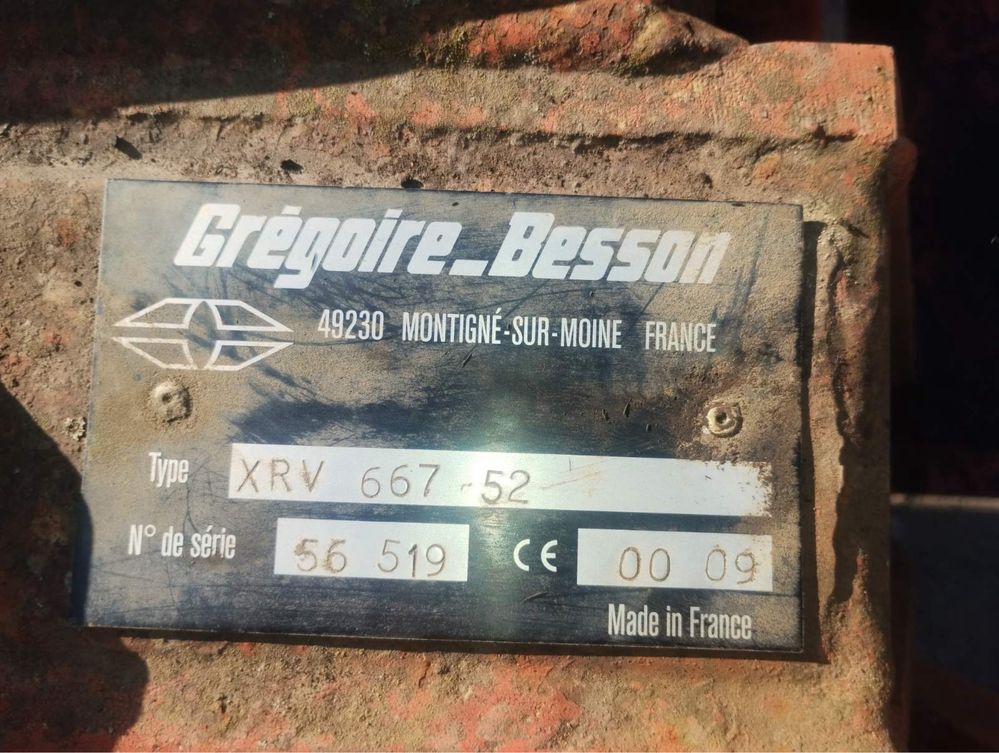 Grégoire_Besson
49230 MONTIGNÉ-SUR-MOINE FRANCE
Type XRV 667 52
N° de série 56 519 CE 00 09
Made in France